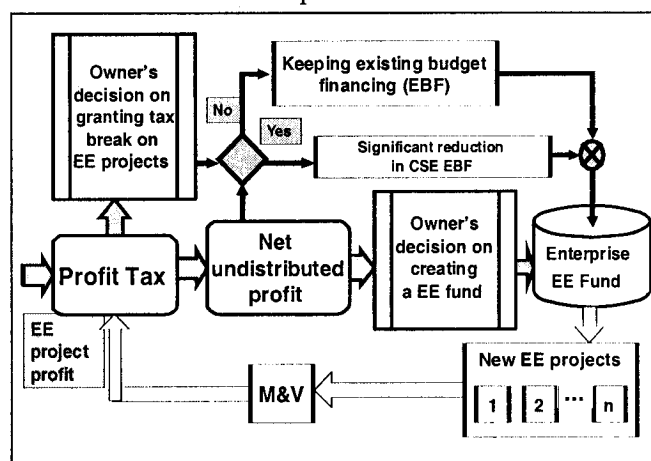 Owner's
decision on
granting tax
break on
EE projects
No
Yes
Keeping existing budget
financing (EBF)
Significant reduction
in CSE EBF
Profit Tax
Net
undistributed
profit
Owner's
decision on
creating
a EE fund
Enterprise
EE Fund
EE
project
profit
M&V
New EE projects
1 2 ... n